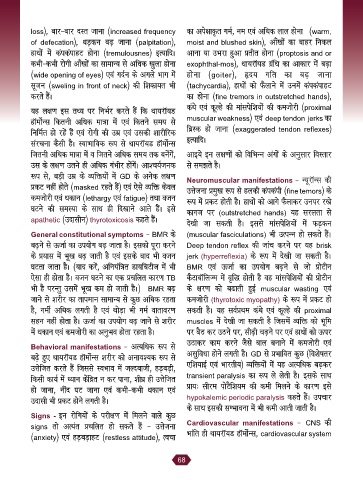 loss), बार-बार दस्त जाना (increased frequency
of defecation), धड़कन बढ़ जाना (palpitation),
हाथों में कंपकंपाहट होना (tremulousness) इत्यादि।
कभी-कभी रोगी आँखों का सामान्य से अधिक खुला होना
(wide opening of eyes) एवं गर्दन के अगले भाग में
सूजन (sweling in front of neck) की शिकायत भी
करते हैं।
यह लक्षण इस तथ्य पर निर्भर करते हैं कि थायरॉयड
हॉर्मोन्स कितनी अधिक मात्रा में एवं कितने समय से
निर्मित हो रहे हैं एवं रोगी की उम्र एवं उसकी शारीरिक
संरचना कैसी है। स्वाभाविक रूप से थायरॉयड हॉर्मोन्स
जितनी अधिक मात्रा में व जितने अधिक समय तक बनेंगे,
उस के लक्षण उतने ही अधिक गंभीर होंगे। आश्चर्यजनक
रूप से, बड़ी उम्र के व्यक्तियों में GD के अनेक लक्षण
प्रकट नहीं होते (masked रहते हैं) एवं ऐसे व्यक्ति केवल
कमजोरी एवं थकान (lethargy एवं fatigue) तथा वजन
घटने की समस्या के साथ ही दिखाने आते हैं। इसे
apathetic (उदासीन) thyrotoxicosis कहते हैं।
General constitutional symptoms – BMR के
बढ़ने से ऊर्जा का उपयोग बढ़ जाता है। इसको पूरा करने
के प्रयास में भूख बढ़ जाती है एवं इसके बाद भी वजन
घटता जाता है। (याद करें, अनियंत्रित डायबिटीज में भी
ऐसा ही होता है। वजन घटने का एक प्रचलित कारण TB
भी है परन्तु उसमें भूख कम हो जाती है।) BMR बढ़
जाने से शरीर का तापमान सामान्य से कुछ अधिक रहता
है, गर्मी अधिक लगती है एवं थोड़ा भी गर्म वातावरण
सहन नहीं होता है। ऊर्जा का उपयोग बढ़ जाने से शरीर
में थकान एवं कमजोरी का अनुभव होता रहता है।
Behavioral manifestations – अत्यधिक रूप से
बढ़े हुए थायरॉयड हॉर्मोन्स शरीर को अनावश्यक रूप से
उत्तेजित करते हैं जिससे स्वभाव में जल्दबाजी, हड़बड़ी,
किसी कार्य में ध्यान केंद्रित न कर पाना, शीघ्र ही उत्तेजित
हो जाना, नींद घट जाना एवं कभी-कभी थकान एवं
उदासी भी प्रकट होने लगती है।
Signs - इन रोगियों के परीक्षण में मिलने वाले कुछ
signs तो अत्यंत प्रचलित हो सकते हैं – उत्तेजना
(anxiety) एवं हड़बड़ाहट (restless attitude), त्वचा
का अपेक्षाकृत गर्म, नम एवं अधिक लाल होना (warm,
moist and blushed skin), आँखों का बाहर निकल
आना या उभरा हुआ प्रतीत होना (proptosis and or
exophthal-mos), थायरॉयड ग्रंथि का आकार में बढ़ा
होना (goiter), हृदय गति का बढ़ जाना
(tachycardia), हाथों को फैलाने में उनमें कंपकंपाहट
का होना (fine tremors in outstretched hands),
कंधे एवं कूल्हे की मांसपेशियों की कमजोरी (proximal
muscular weakness) एवं deep tendon jerks का
ब्रिस्क हो जाना (exaggerated tendon reflexes)
इत्यादि।
आइये इन लक्षणों को विभिन्न अंगों के अनुसार विस्तार
से समझते हैं।
Neuromuscular manifestations – न्यूरॉन्स की
उत्तेजना प्रमुख रूप से हलकी कंपकंपी (fine temors) के
रूप में प्रकट होती है। हाथों को आगे फैलाकर उनपर रखे
कागज पर (outstretched hands) यह सरलता से
देखी जा सकती है। इससे मांसपेशियों में फड़कन
(muscular fasciculations) भी उत्पन्न हो सकते हैं।
Deep tendon reflex की जांच करने पर यह brisk
jerk (hyperreflexia) के रूप में देखी जा सकती है।
BMR एवं ऊर्जा का उपयोग बढ़ने से जो प्रोटीन
कैटाबोलिज्म में वृद्धि होती है वह मांसपेशियों की प्रोटीन
के क्षरण को बढ़ाती हुई muscular wasting एवं
कमजोरी (thyrotoxic myopathy) के रूप में प्रकट हो
सकती है। यह सर्वप्रथम कंधे एवं कूल्हे की proximal
muscles में देखी जा सकती है जिसमें व्यक्ति को भूमि
पर बैठ कर उठने पर, सीढ़ी चढ़ने पर एवं हाथों को ऊपर
उठाकर काम करने जैसे बाल बनाने में कमजोरी एवं
असुविधा होने लगती है। GD से प्रभावित कुछ (विशेषतर
एशियाई एवं भारतीय) व्यक्तियों में यह अत्यधिक बढ़कर
transient paralysis का रूप ले लेती है। इसके साथ
प्रायः सीरम पोटैशियम की कमी मिलने के कारण इसे
hypokalemic periodic paralysis कहते हैं। उपचार
के साथ इसकी सम्भावना में भी कमी आती जाती है।
Cardiovascular manifestations – CNS की
भांति ही थायरॉयड हॉर्मोन्स, cardiovascular system
68